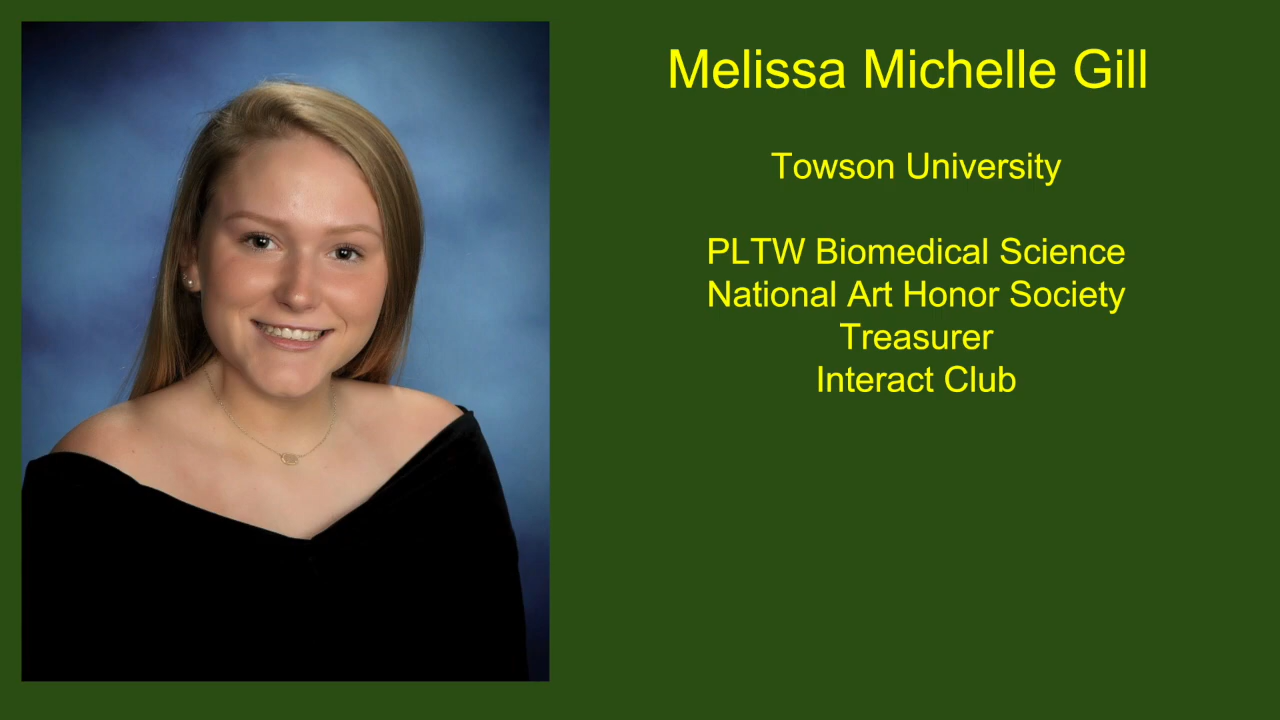 Melissa Michelle Gill
Towson University
PLTW Biomedical Science
National Art Honor Society
Treasurer
Interact Club